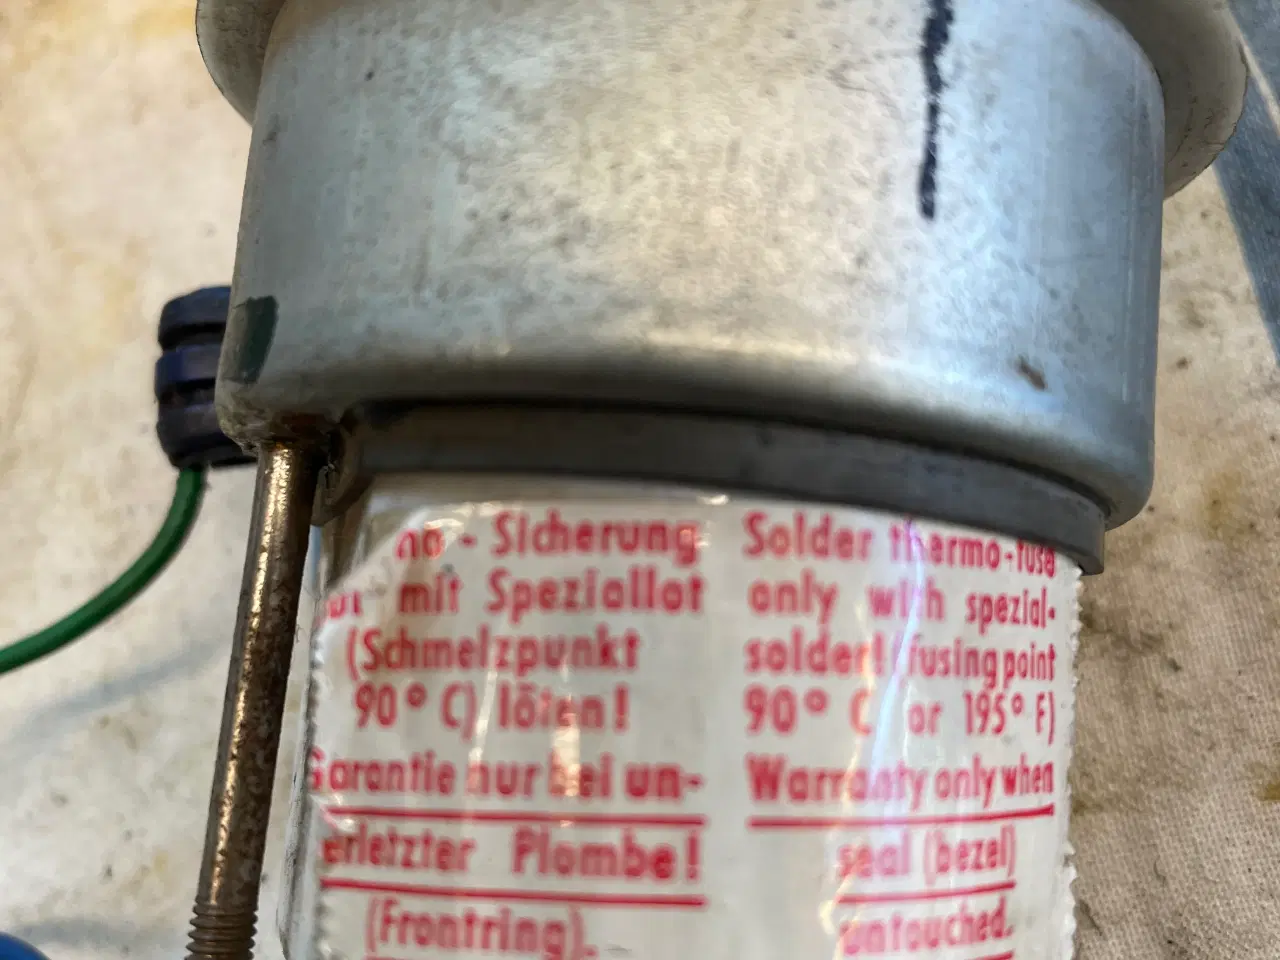 - Sicherung
mit Speziallot
(Schmelzpunkt
90° C) löten!
Garantie nur bei un-
erletzter Plombe!
(Frontring).
Solder thermo-fuse
only with spezial-
solder! (fusing point
90° C or 195° F)
Warranty only when
seal (bezel)
untouched.